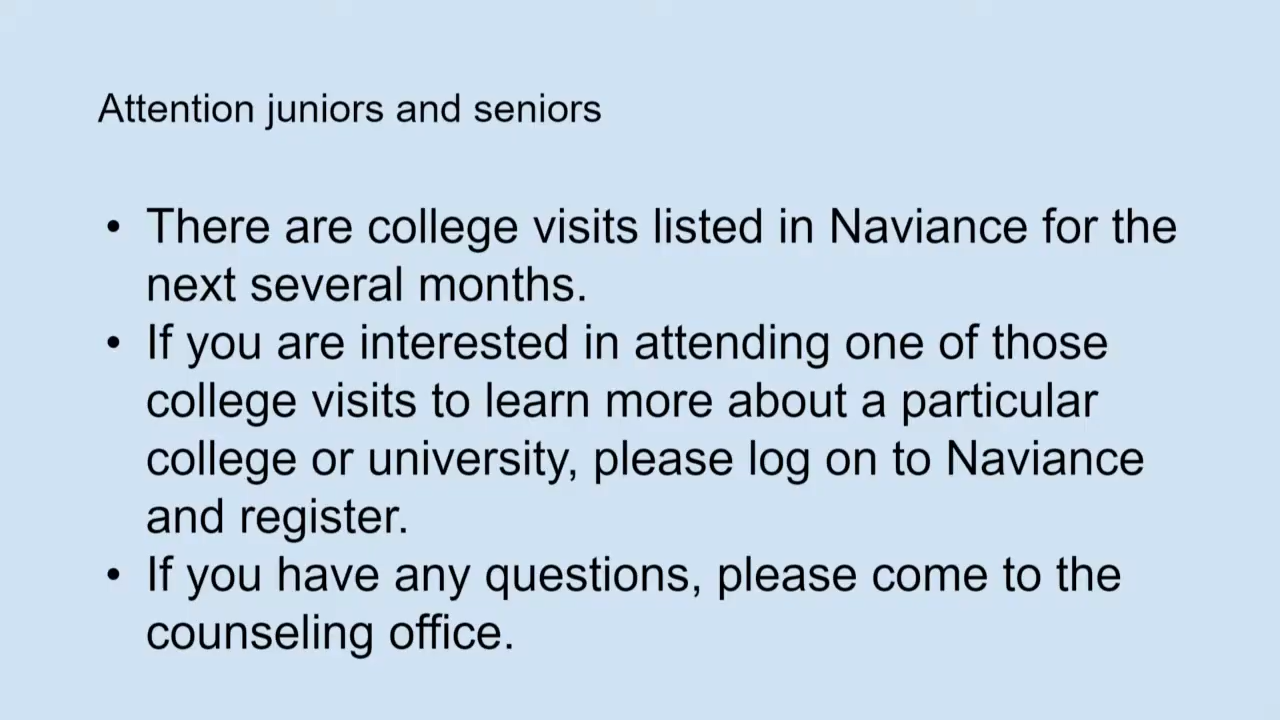 Attention juniors and seniors
• There are college visits listed in Naviance for the
next several months.
• If you are interested in attending one of those
college visits to learn more about a particular
college or university, please log on to Naviance
and register.
• If you have any questions, please come to the
counseling office.